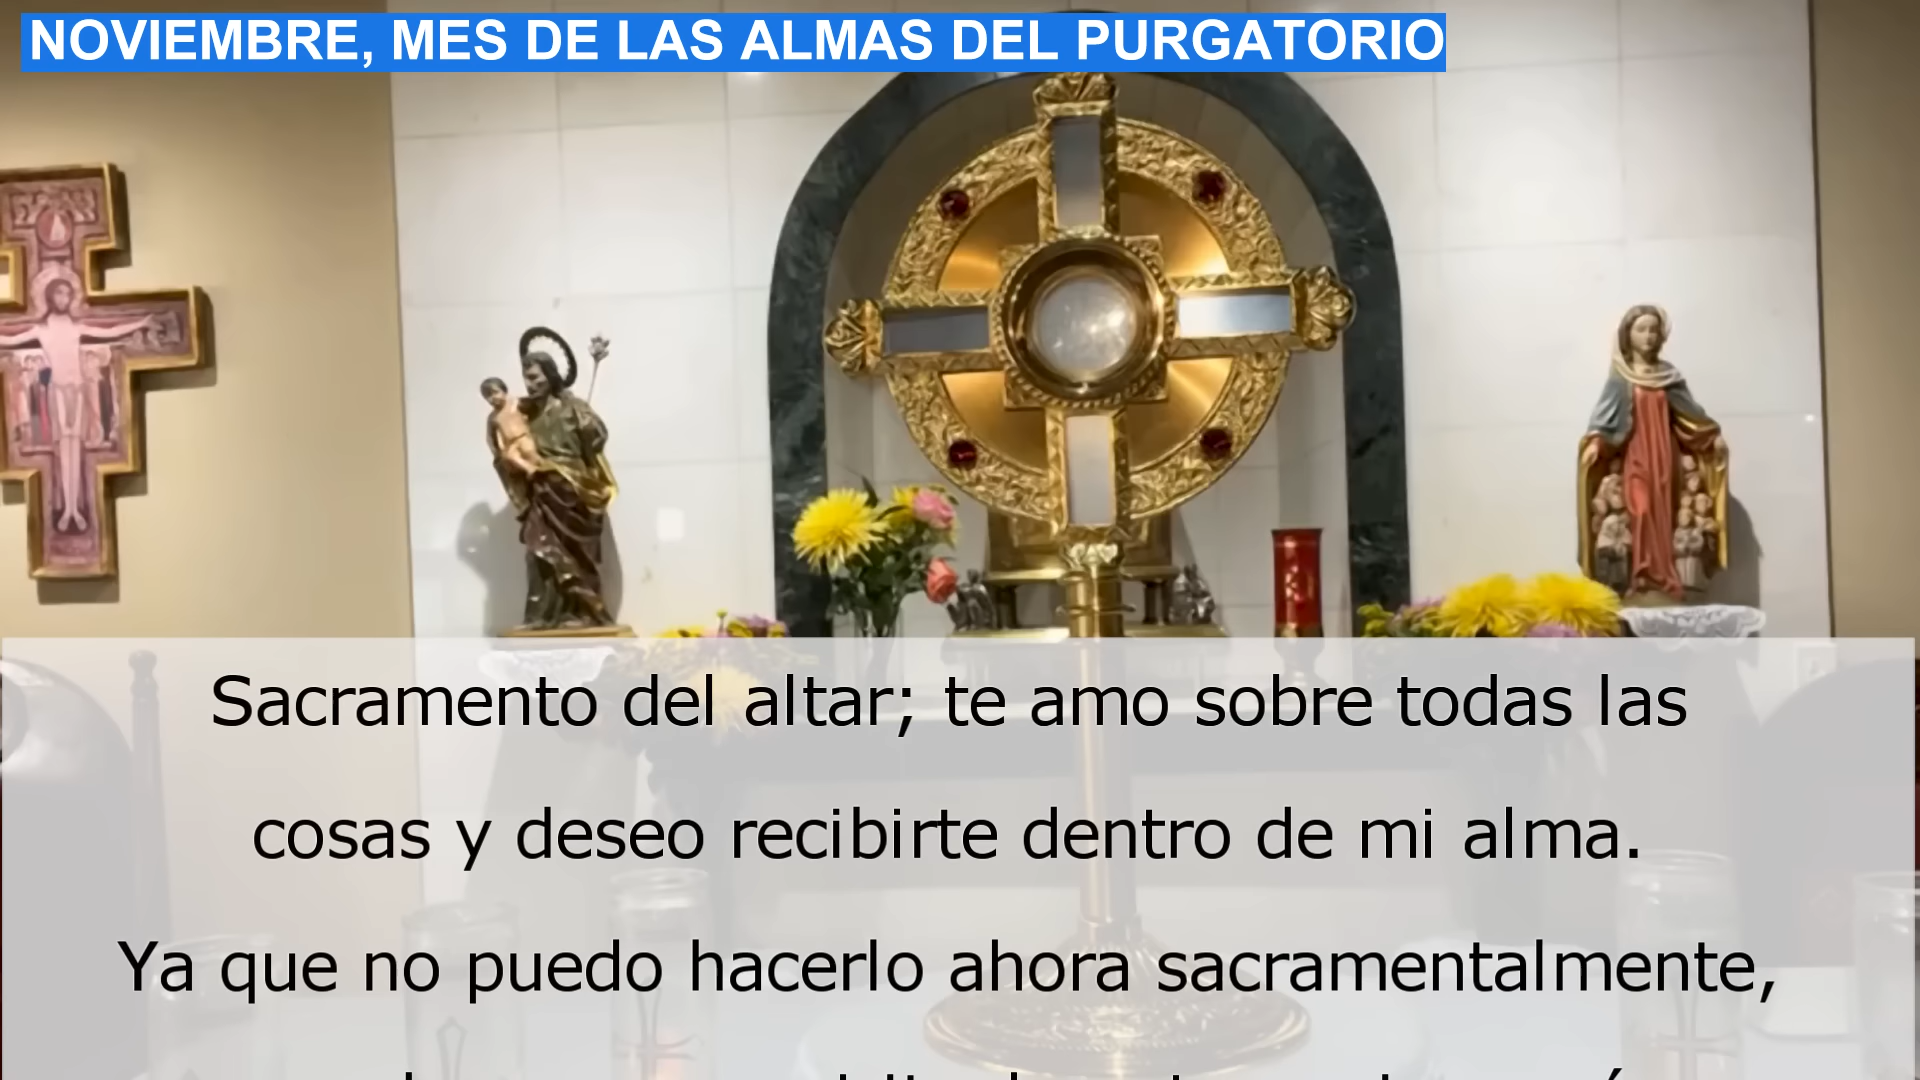 NOVIEMBRE, MES DE LAS ALMAS DEL PURGATORIO
Sacramento del altar; te amo sobre todas las
cosas y deseo recibirte dentro de mi alma.
Ya que no puedo hacerlo ahora sacramentalmente,